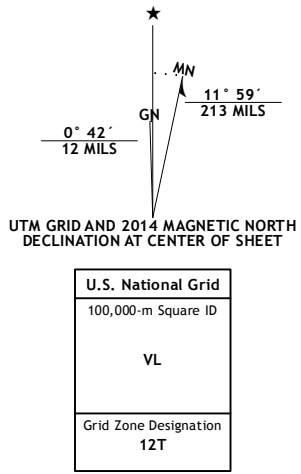 MN
11° 59´
213 MILS
GN
0° 42´
12 MILS
UTM GRID AND 2014 MAGNETIC NORTH
DECLINATION AT CENTER OF SHEET
U.S. National Grid
100,000-m Square ID
VL
Grid Zone Designation
12T